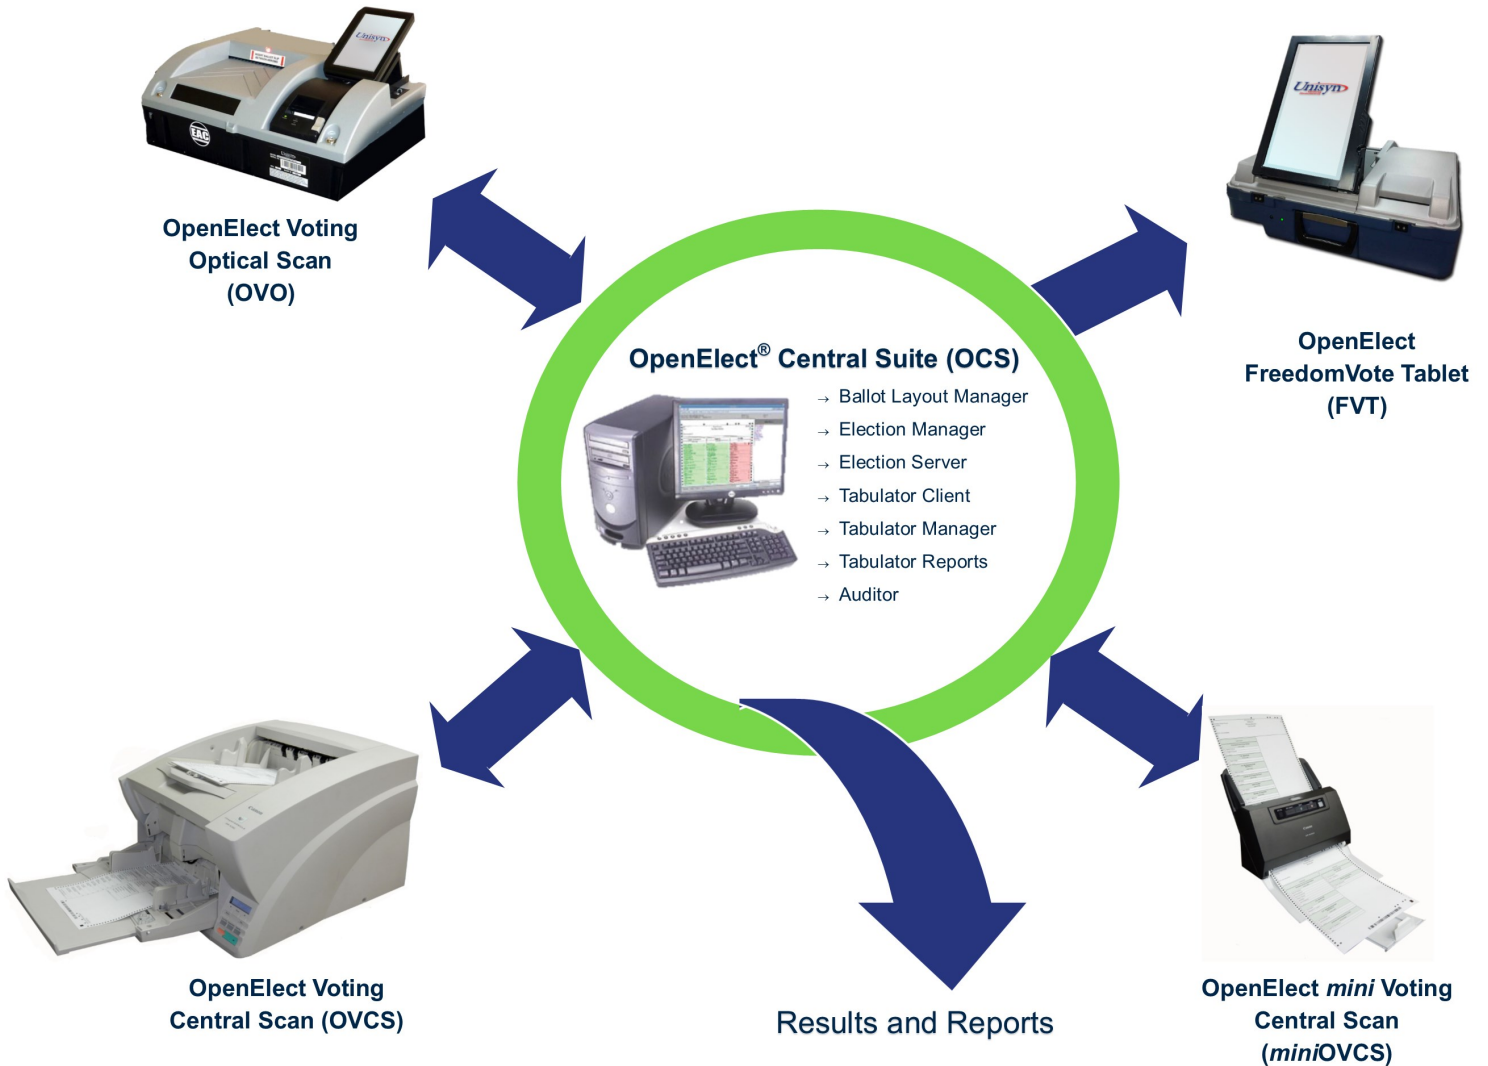 Unisyn
EAC
OpenElect Voting
Optical Scan
(OVO)
Unisyn
OpenElect
FreedomVote Tablet
(FVT)
OpenElect® Central Suite (OCS)
→ Ballot Layout Manager
→ Election Manager
→ Election Server
→ Tabulator Client
→ Tabulator Manager
→ Tabulator Reports
→ Auditor
OpenElect Voting
Central Scan (OVCS)
Results and Reports
OpenElect mini Voting
Central Scan
(miniOVCS)